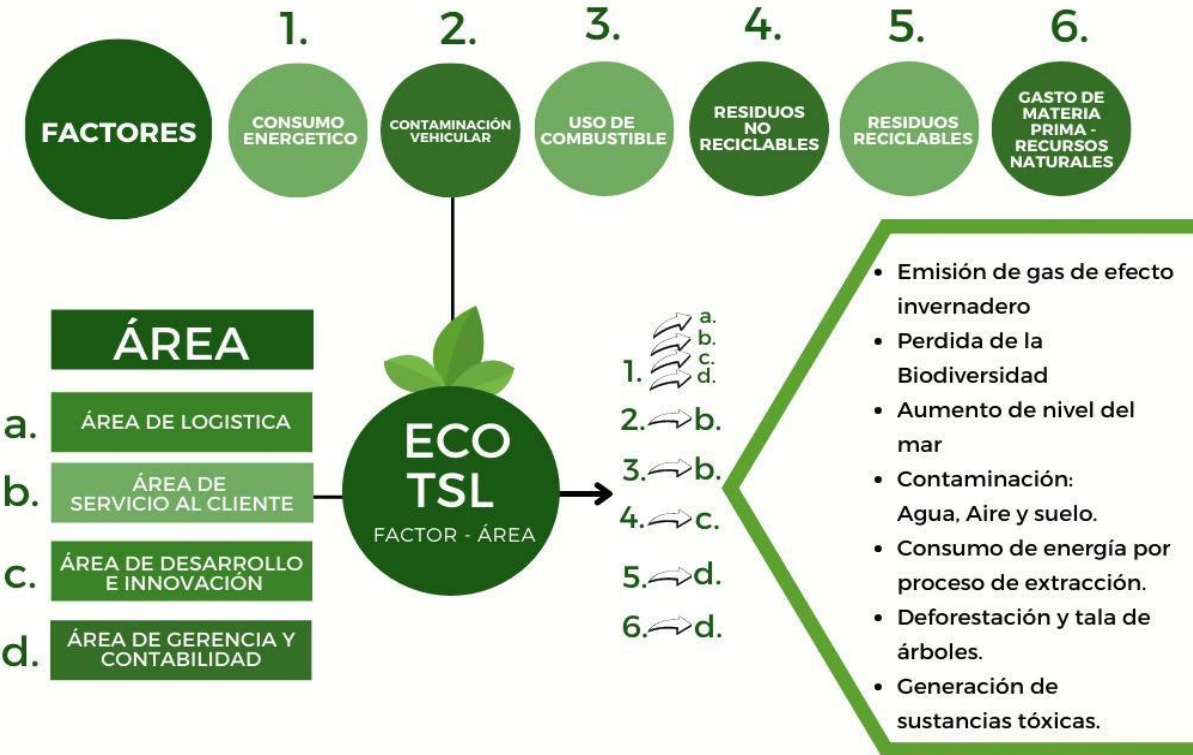 1.
2.
3.
4.
5.
6.
FACTORES
CONSUMO
ENERGETICO
CONTAMINACIÓN
VEHICULAR
USO DE
COMBUSTIBLE
RESIDUOS
NO
RECICLABLES
RESIDUOS
RECICLABLES
GASTO DE
MATERIA
PRIMA -
RECURSOS
NATURALES
ÁREA
a.
ÁREA DE LOGISTICA
b.
ÁREA DE
SERVICIO AL CLIENTE
c.
ÁREA DE DESARROLLO
E INNOVACIÓN
d.
ÁREA DE GERENCIA Y
CONTABILIDAD
ECO
TSL
FACTOR - ÁREA
1.
a.
b.
c.
d.
2. b.
3. b.
4. c.
5. d.
6. d.
• Emisión de gas de efecto
invernadero
• Perdida de la
Biodiversidad
• Aumento de nivel del
mar
• Contaminación:
Agua, Aire y suelo.
• Consumo de energía por
proceso de extracción.
• Deforestación y tala de
árboles.
• Generación de
sustancias tóxicas.